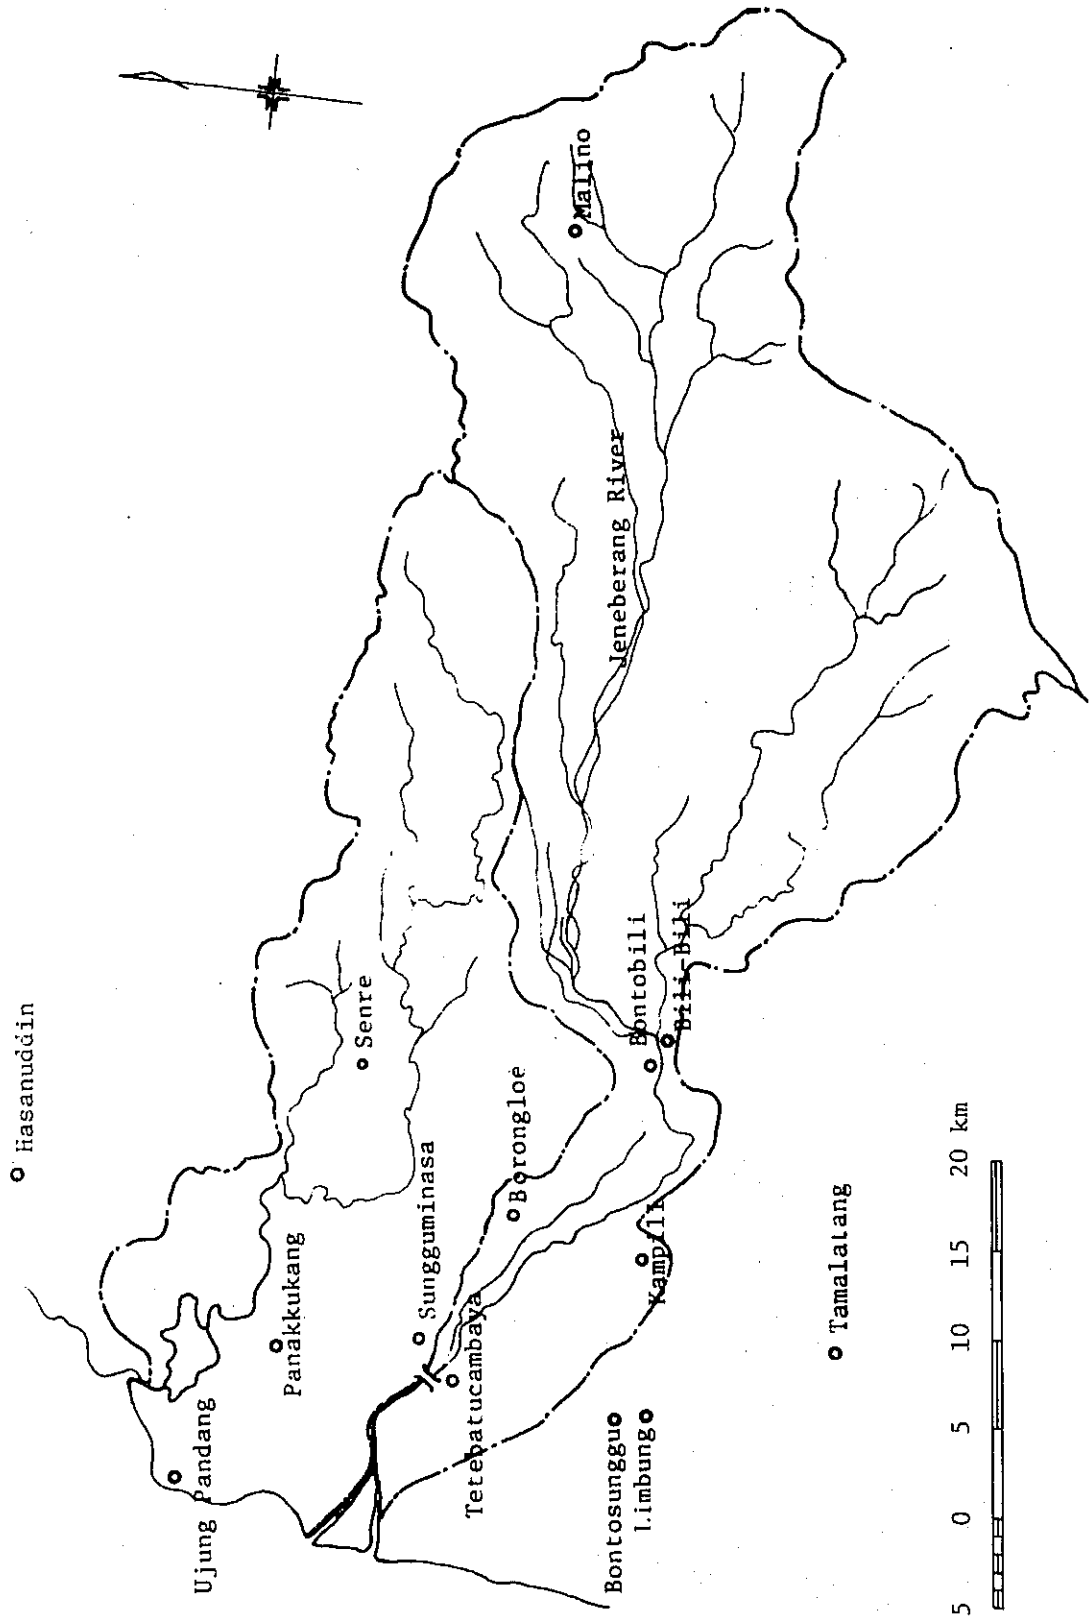 Hasanuddin
Ujung Pandang
Panakkukang
Senre
Sungguminasa
Borongloe
Tetebatucambaya
Malino
Jeneberang River
Bontobili
Bili-Bili
Kampili
Bontosunggu
Limbung
Tamalatang
5 0 5 10 15 20 km